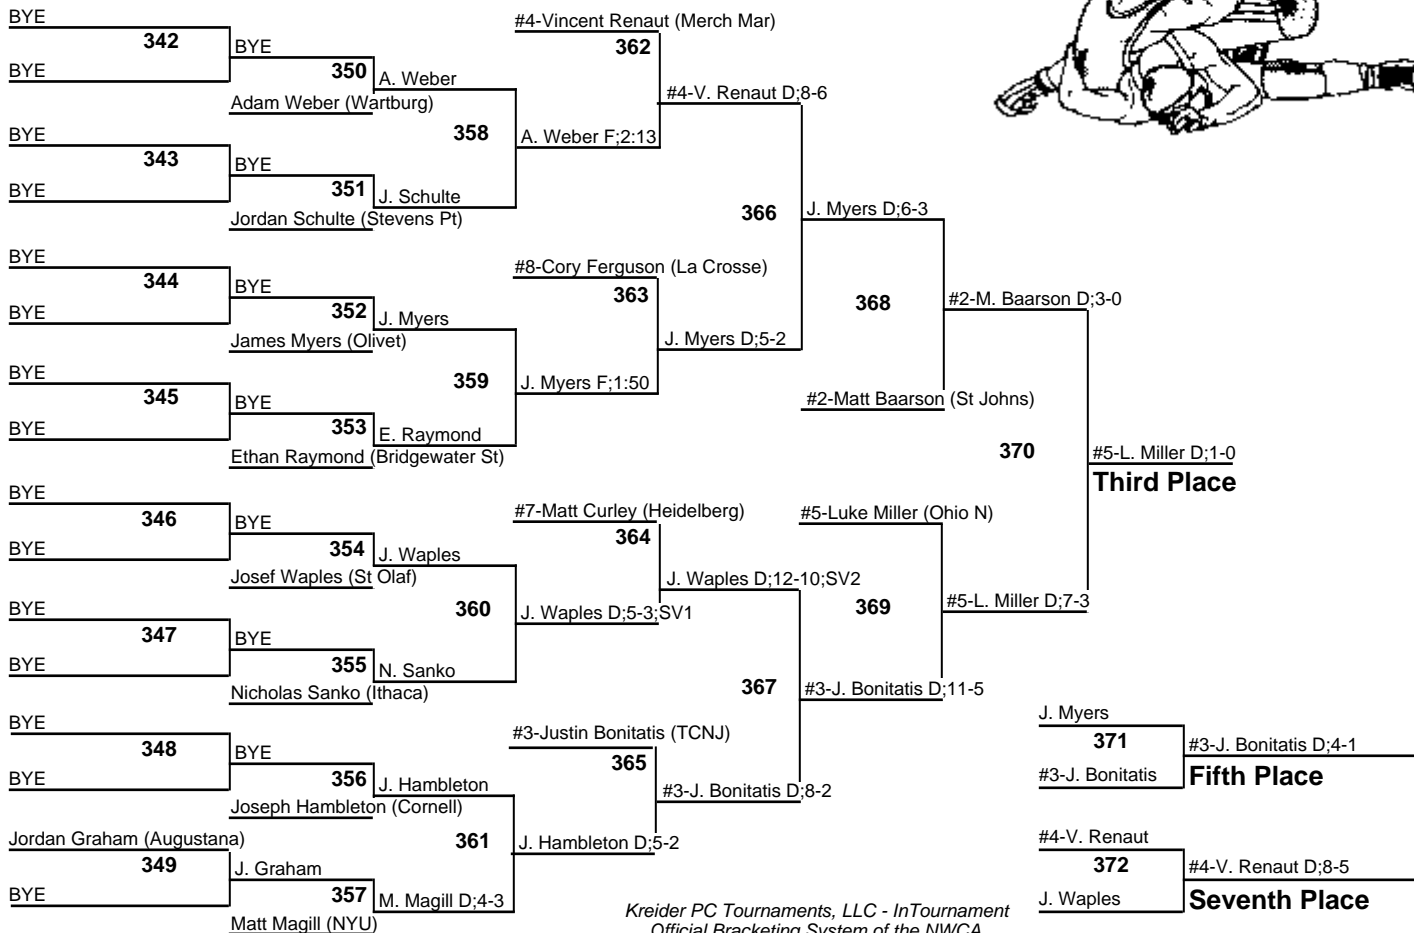 BYE
342
BYE
BYE
350
A. Weber
Adam Weber (Wartburg)
BYE
343
BYE
BYE
351
J. Schulte
Jordan Schulte (Stevens Pt)
358
A. Weber F;2:13
#4-Vincent Renaut (Merch Mar)
362
#4-V. Renaut D;8-6
BYE
344
BYE
BYE
352
J. Myers
James Myers (Olivet)
BYE
345
BYE
BYE
353
E. Raymond
Ethan Raymond (Bridgewater St)
359
J. Myers F;1:50
#8-Cory Ferguson (La Crosse)
363
J. Myers D;5-2
366
J. Myers D;6-3
368
#2-M. Baarson D;3-0
#2-Matt Baarson (St Johns)
BYE
346
BYE
BYE
354
J. Waples
Josef Waples (St Olaf)
BYE
347
BYE
BYE
355
N. Sanko
Nicholas Sanko (Ithaca)
360
J. Waples D;5-3;SV1
#7-Matt Curley (Heidelberg)
364
J. Waples D;12-10;SV2
BYE
348
BYE
BYE
356
J. Hambleton
Joseph Hambleton (Cornell)
Jordan Graham (Augustana)
349
J. Graham
BYE
357
M. Magill D;4-3
Matt Magill (NYU)
361
J. Hambleton D;5-2
#3-Justin Bonitatis (TCNJ)
365
#3-J. Bonitatis D;8-2
367
#3-J. Bonitatis D;11-5
#5-Luke Miller (Ohio N)
369
#5-L. Miller D;7-3
370
#5-L. Miller D;1-0
Third Place
J. Myers
371
#3-J. Bonitatis D;4-1
#3-J. Bonitatis
Fifth Place
#4-V. Renaut
372
#4-V. Renaut D;8-5
J. Waples
Seventh Place
Kreider PC Tournaments, LLC - InTournament
Official Bracketing System of the NWCA